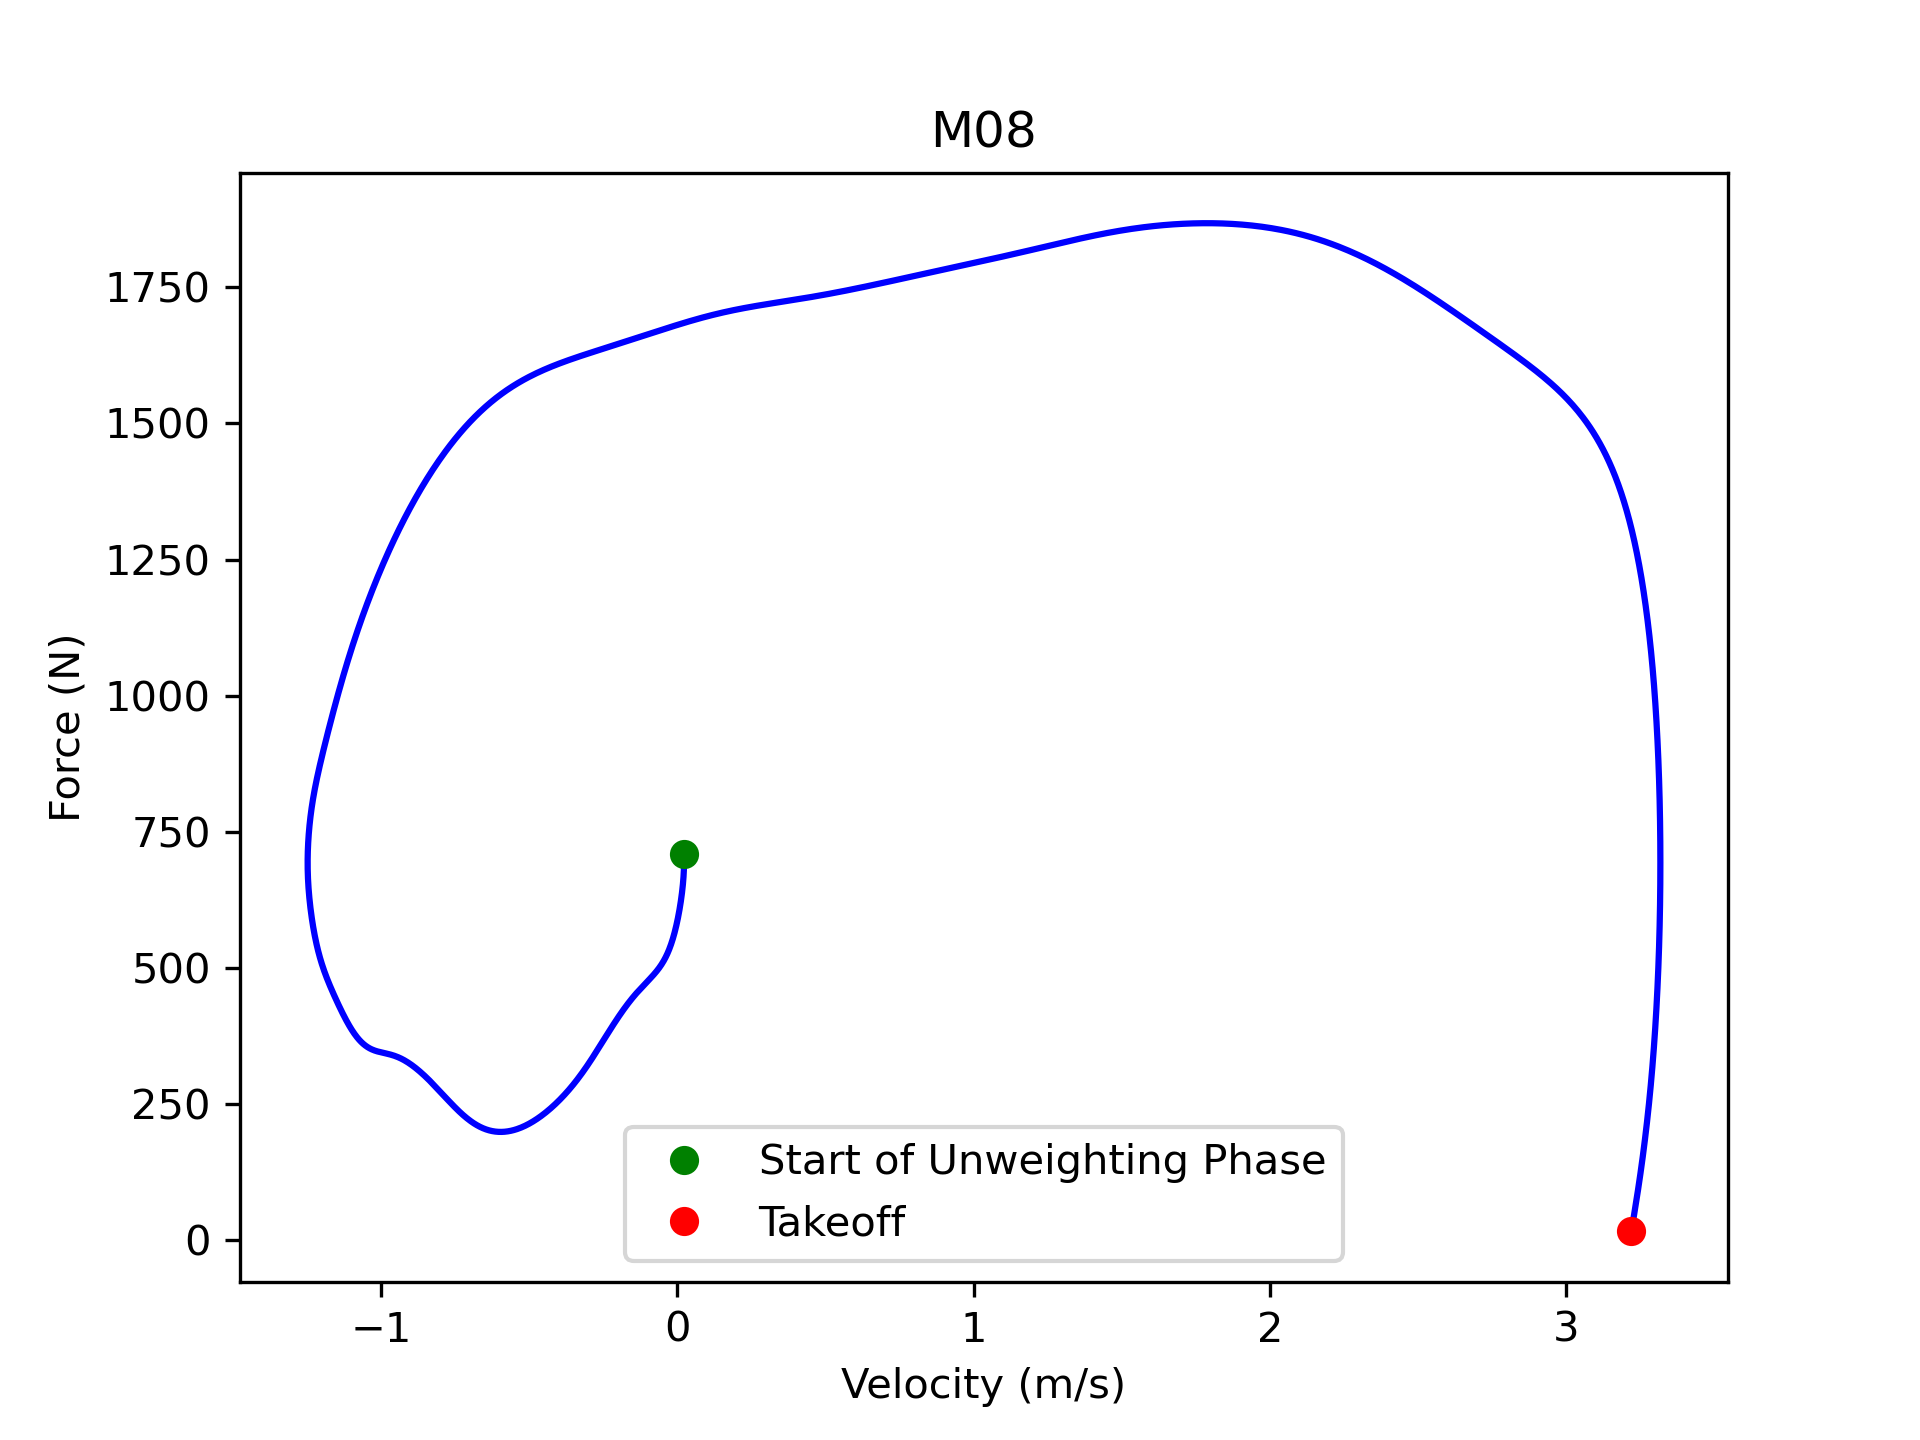 M08
1750
1500
1250
1000
750
500
250
0
Force (N)
Start of Unweighting Phase
Takeoff
−1 0 1 2 3
Velocity (m/s)